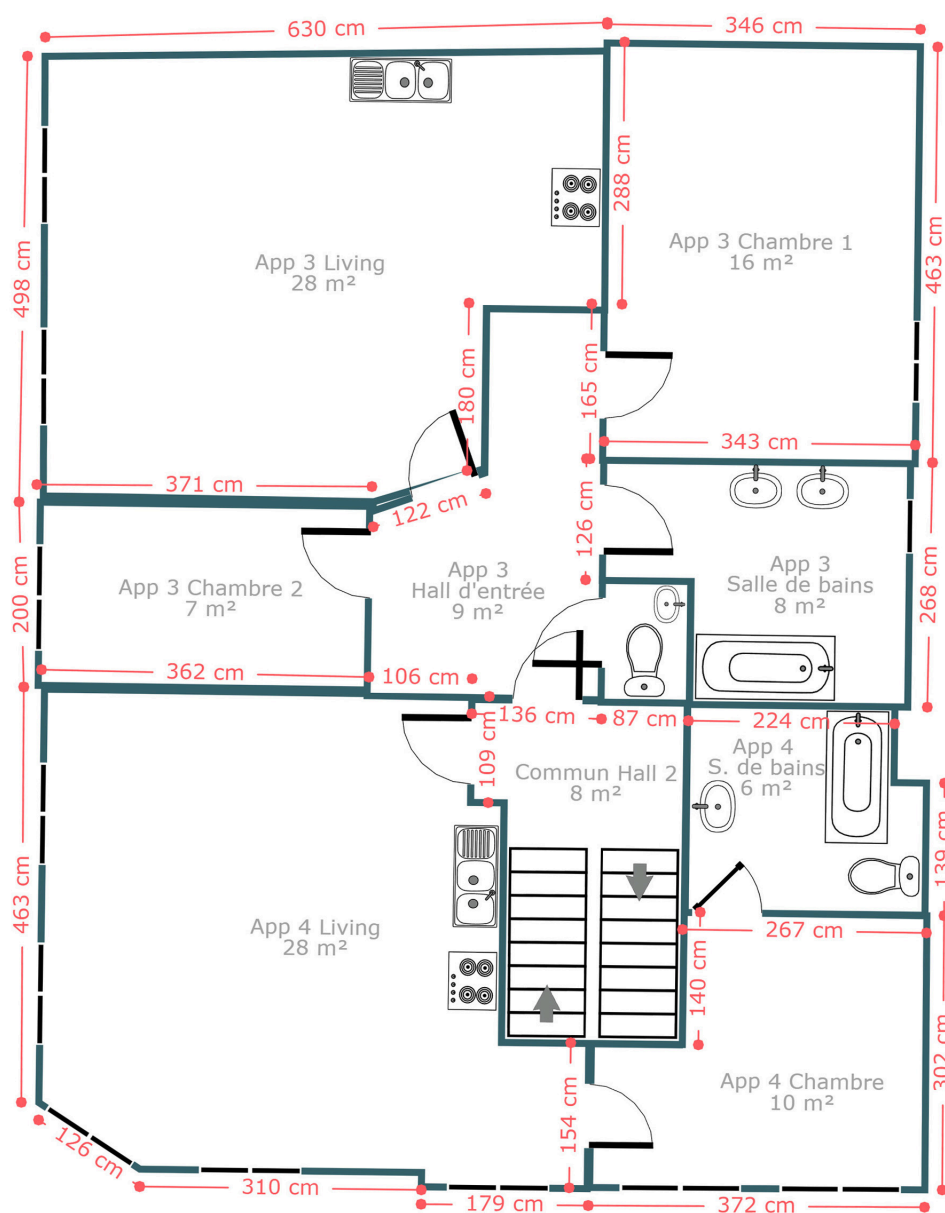 630 cm
346 cm
498 cm
288 cm
463 cm
App 3 Living
28 m²
App 3 Chambre 1
16 m²
180 cm
165 cm
343 cm
371 cm
122 cm
126 cm
200 cm
App 3 Chambre 2
7 m²
App 3
Hall d'entrée
9 m²
App 3
Salle de bains
8 m²
268 cm
362 cm
106 cm
136 cm
87 cm
224 cm
109 cm
Commun Hall 2
8 m²
App 4
S. de bains
6 m²
139 cm
463 cm
App 4 Living
28 m²
267 cm
140 cm
302 cm
App 4 Chambre
10 m²
154 cm
126 cm
310 cm
179 cm
372 cm